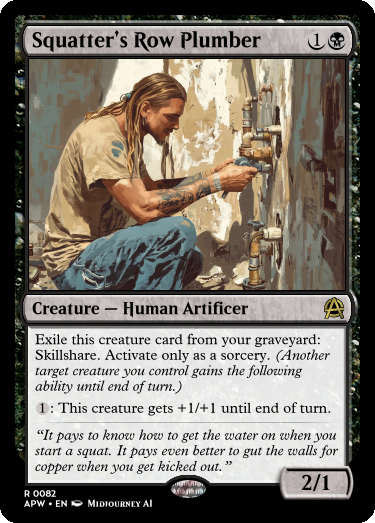 Squatter's Row Plumber 1
Creature — Human Artificer
Exile this creature card from your graveyard:
Skillshare. Activate only as a sorcery. (Another
target creature you control gains the following
ability until end of turn.)
1: This creature gets +1/+1 until end of turn.
“It pays to know how to get the water on when you
start a squat. It pays even better to gut the walls for
copper when you get kicked out.”
2/1
R 0082
APW • EN Midjourney AI